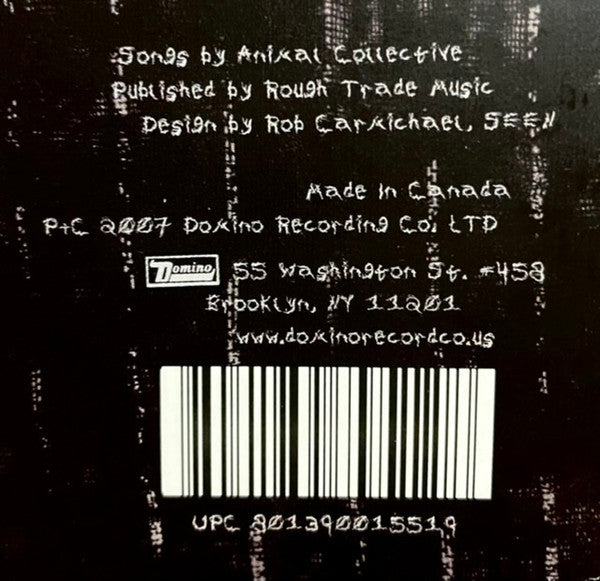 Songs by Animal Collective
Published by Rough Trade Music
Design by Rob Carmichael, SEEN
Made in Canada
P+C 2007 Domino Recording Co. LTD
Domino 55 Washington St. #458
Brooklyn, NY 11201
www.dominorecordco.us
UPC 801390015519